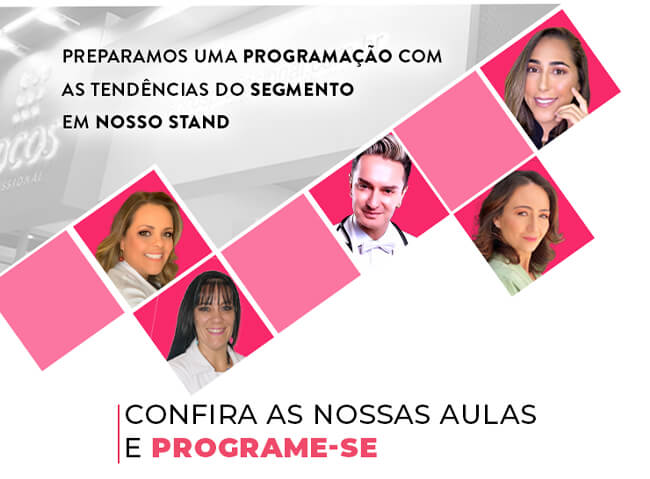 PREPARAMOS UMA PROGRAMAÇÃO COM
AS TENDÊNCIAS DO SEGMENTO
EM NOSSO STAND
CONFIRA AS NOSSAS AULAS
E PROGRAME-SE